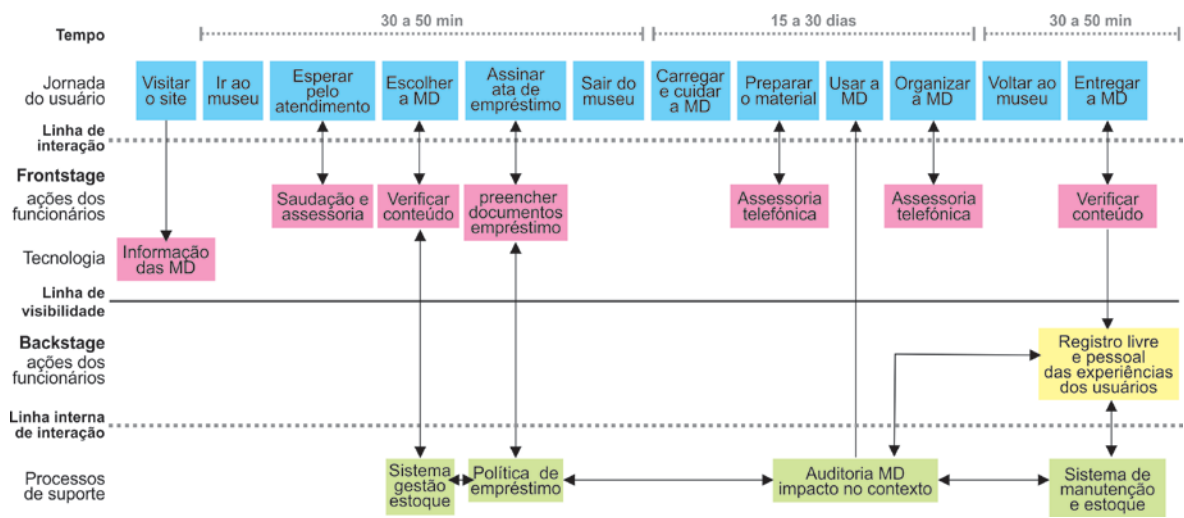 Tempo
30 a 50 min
15 a 30 dias
30 a 50 min
Jornada
do usuário
Visitar
o site
Ir ao
museu
Esperar
pelo
atendimento
Escolher
a MD
Assinar
ata de
empréstimo
Sair do
museu
Carregar
e cuidar
a MD
Preparar
o material
Usar a
MD
Organizar
a MD
Voltar ao
museu
Entregar
a MD
Linha de
interação
Frontstage
ações dos
funcionários
Saudação e
assessoria
Verificar
conteúdo
preencher
documentos
empréstimo
Assessoria
telefónica
Assessoria
telefónica
Verificar
conteúdo
Tecnologia
Informação
das MD
Linha de
visibilidade
Backstage
ações dos
funcionários
Registro livre
e pessoal
das experiências
dos usuários
Linha interna
de interação
Processos
de suporte
Sistema
gestão
estoque
Política de
empréstimo
Auditoria MD
impacto no contexto
Sistema de
manutenção
e estoque